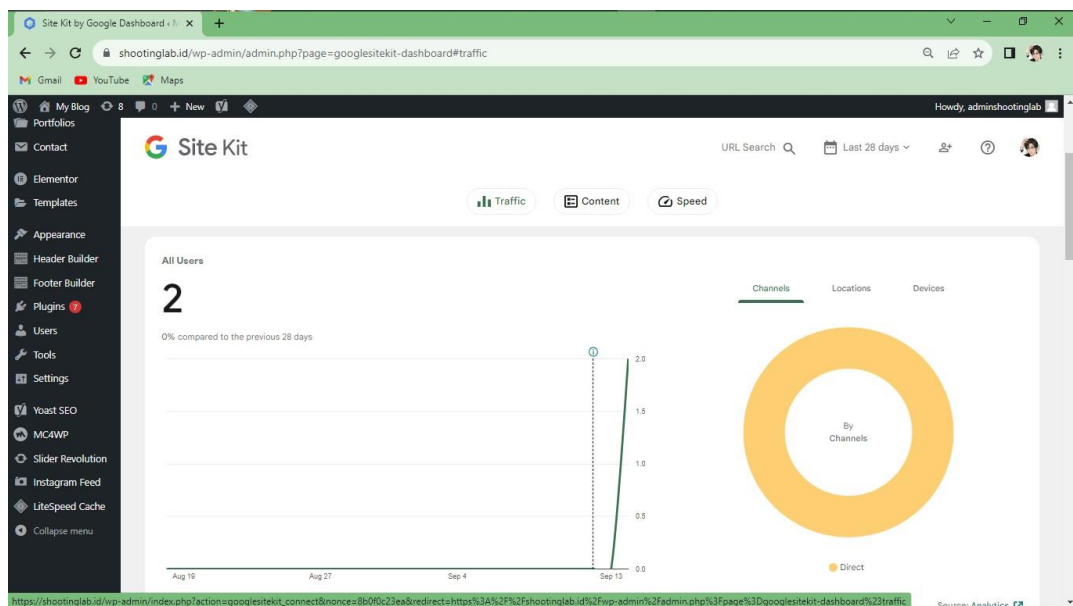 Site Kit by Google Dashboard ‹ M
shootinglab.id/wp-admin/admin.php?page=googlesitekit-dashboard#traffic
Gmail YouTube Maps
My Blog 8 0 + New Howdy, adminshootinglab
Portfolios
Contact
Elementor
Templates
Appearance
Header Builder
Footer Builder
Plugins 7
Users
Tools
Settings
Yoast SEO
MC4WP
Slider Revolution
Instagram Feed
LiteSpeed Cache
Collapse menu
G Site Kit
URL Search Last 28 days
Traffic Content Speed
All Users
2
0% compared to the previous 28 days
2.0
1.5
1.0
0.5
0.0
Aug 19 Aug 27 Sep 4 Sep 13
Channels Locations Devices
By
Channels
Direct
Source: Analytics
https://shootinglab.id/wp-admin/index.php?action=googlesitekit_connect&nonce=8b0f0c23ea&redirect=https%3A%2F%2Fshootinglab.id%2Fwp-admin%2Fadmin.php%3Fpage%3Dgooglesitekit-dashboard%23traffic